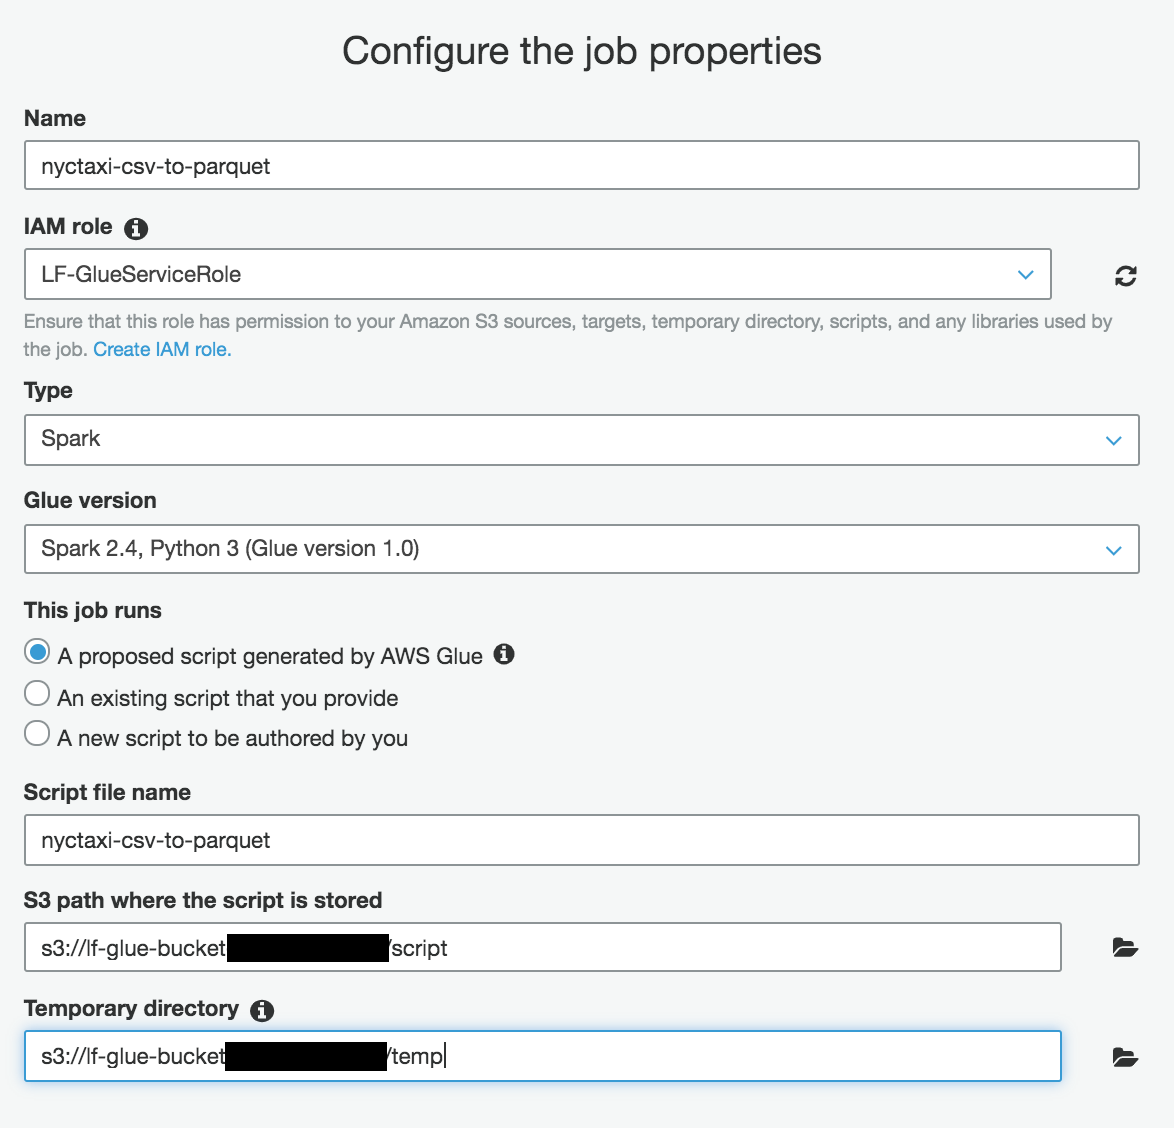 Configure the job properties
Name
nyctaxi-csv-to-parquet
IAM role
LF-GlueServiceRole
Ensure that this role has permission to your Amazon S3 sources, targets, temporary directory, scripts, and any libraries used by
the job. Create IAM role.
Type
Spark
Glue version
Spark 2.4, Python 3 (Glue version 1.0)
This job runs
A proposed script generated by AWS Glue
An existing script that you provide
A new script to be authored by you
Script file name
nyctaxi-csv-to-parquet
S3 path where the script is stored
s3://lf-glue-bucket /script
Temporary directory
s3://lf-glue-bucket /temp